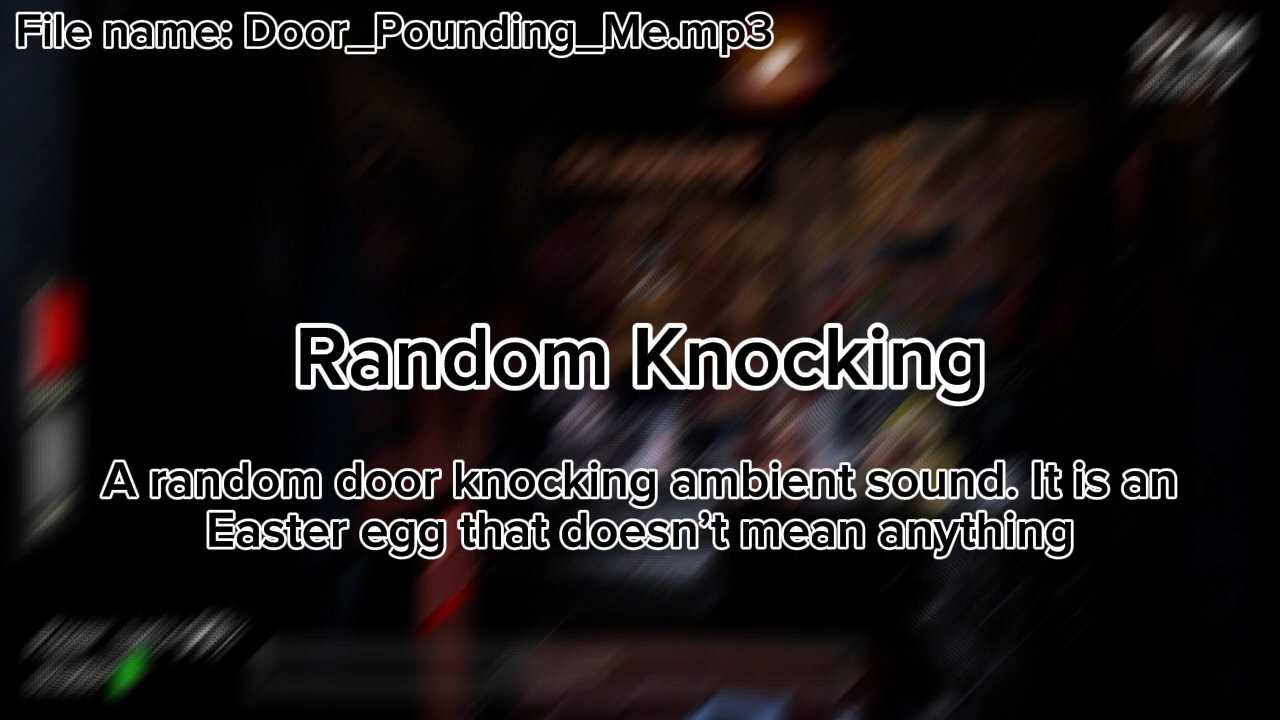 File name: Door_Pounding_Me.mp3
Random Knocking
A random door knocking ambient sound. It is an
Easter egg that doesn’t mean anything